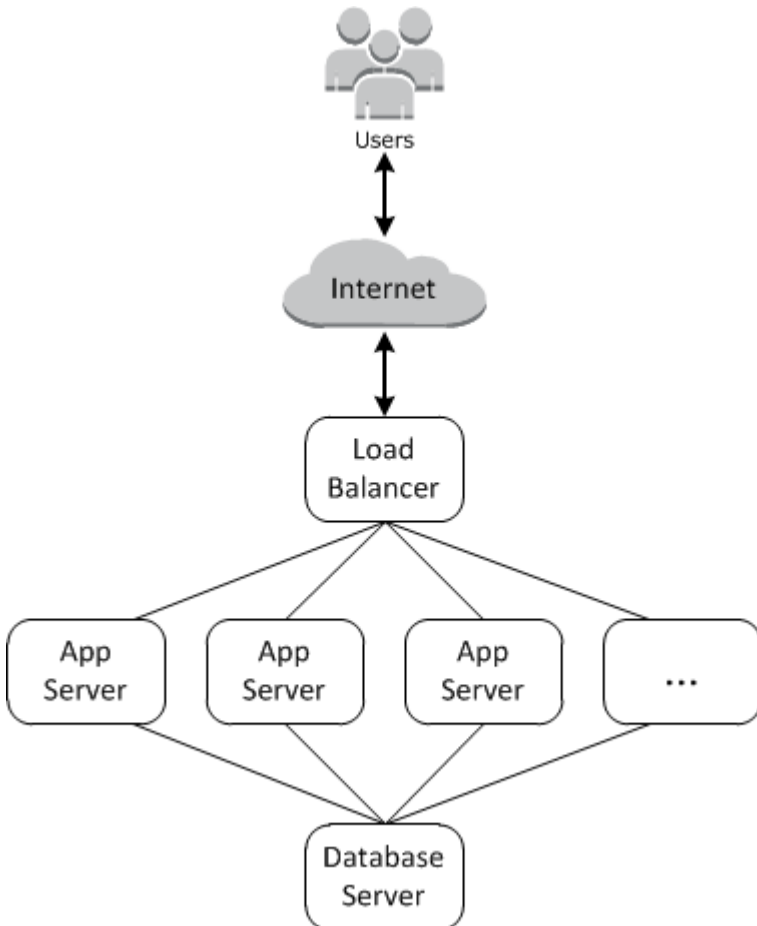 Users
Internet
Load
Balancer
App
Server
App
Server
App
Server
...
Database
Server